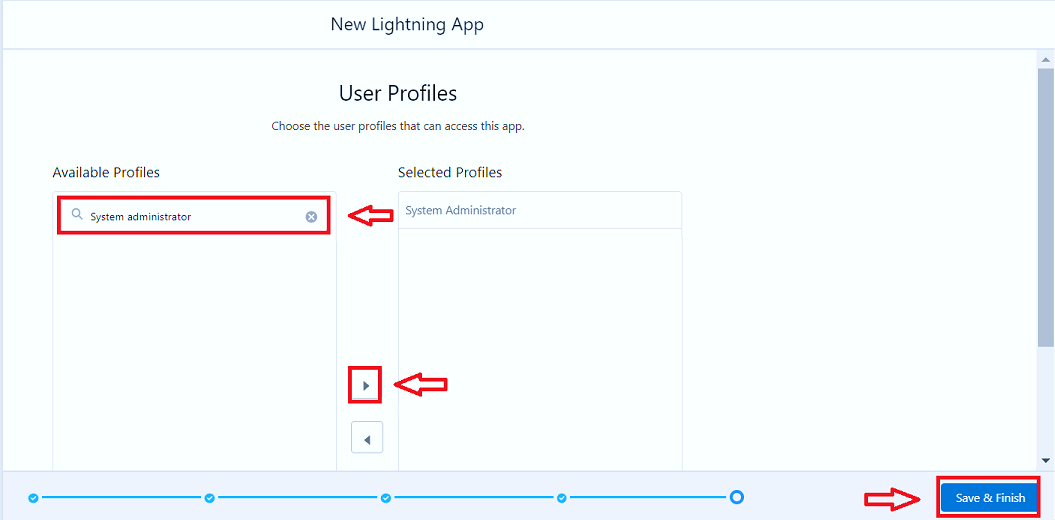 New Lightning App
User Profiles
Choose the user profiles that can access this app.
Available Profiles
Selected Profiles
System administrator
System Administrator
Save & Finish